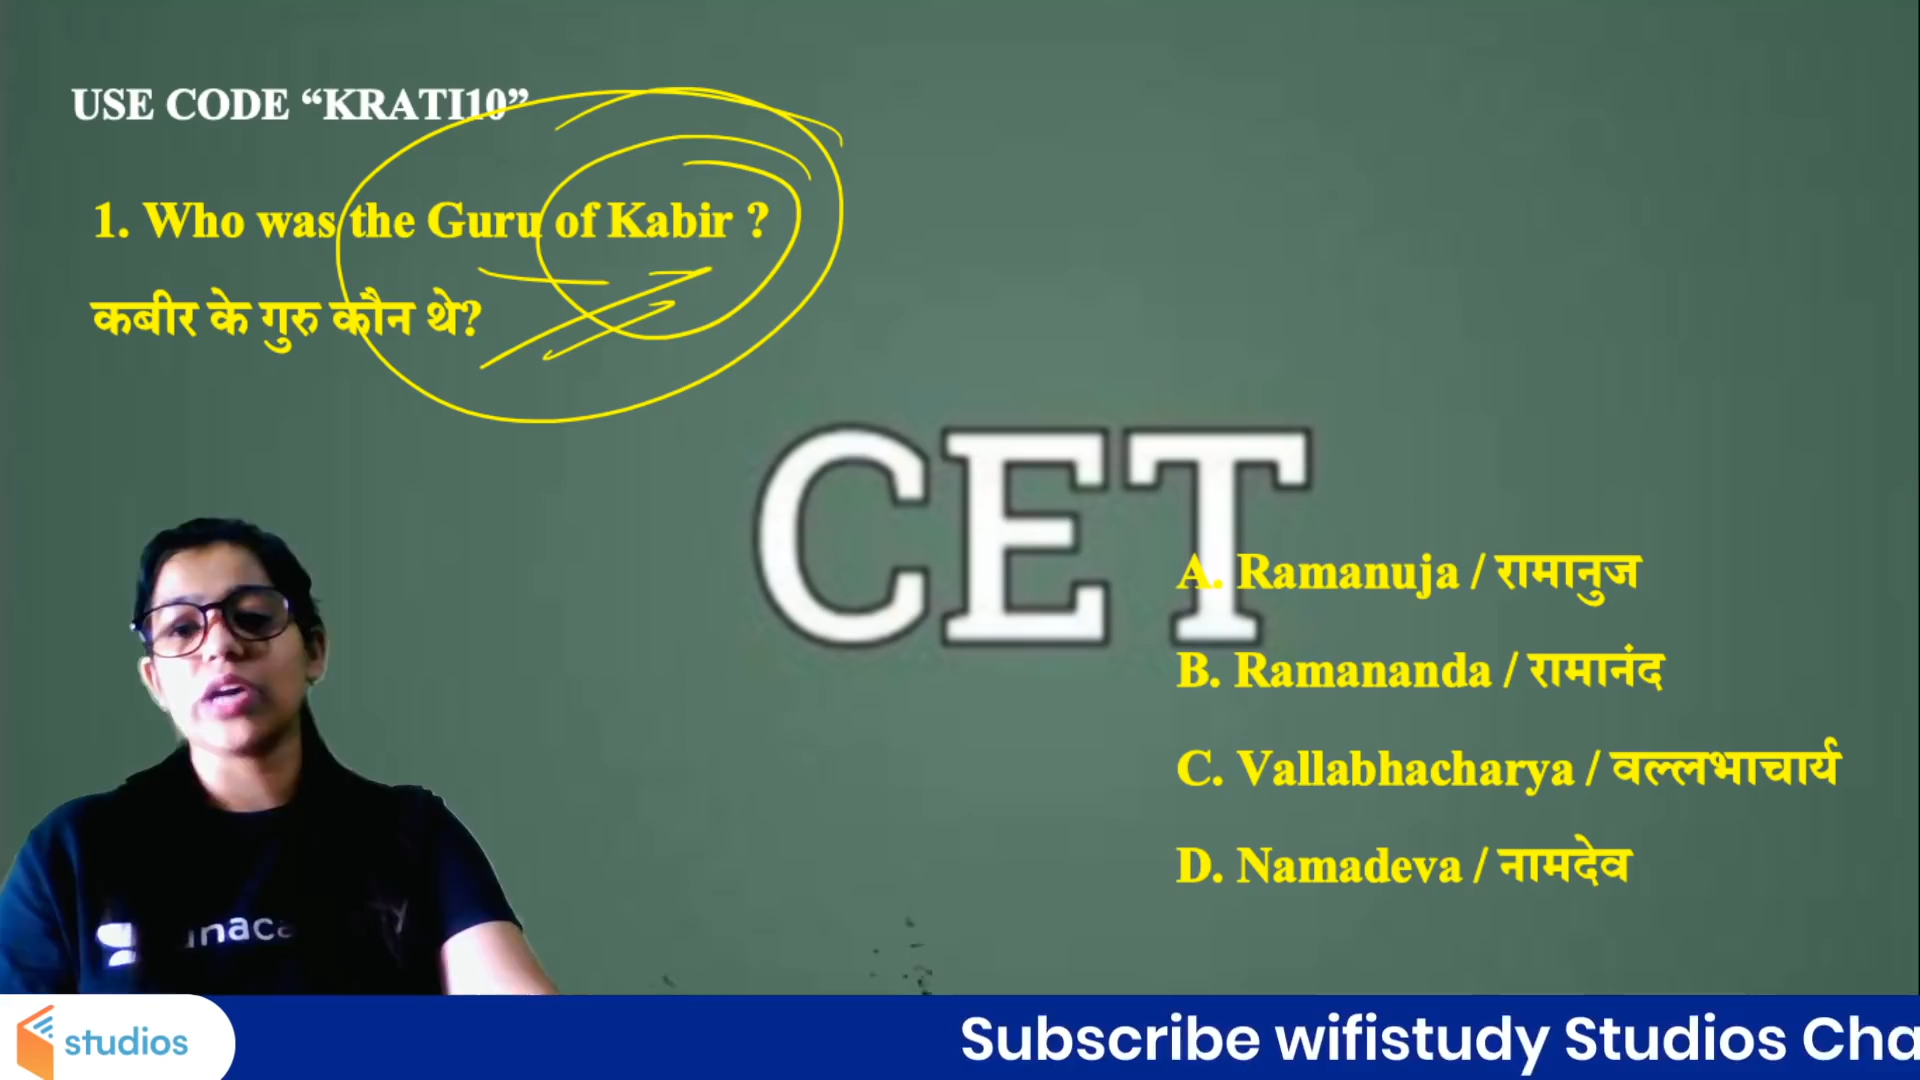 USE CODE “KRATI10”
1. Who was the Guru of Kabir ?
कबीर के गुरु कौन थे?
CET
A. Ramanuja / रामानुज
B. Ramananda / रामानंद
C. Vallabhacharya / वल्लभाचार्य
D. Namadeva / नामदेव
studios
Subscribe wifistudy Studios Cha